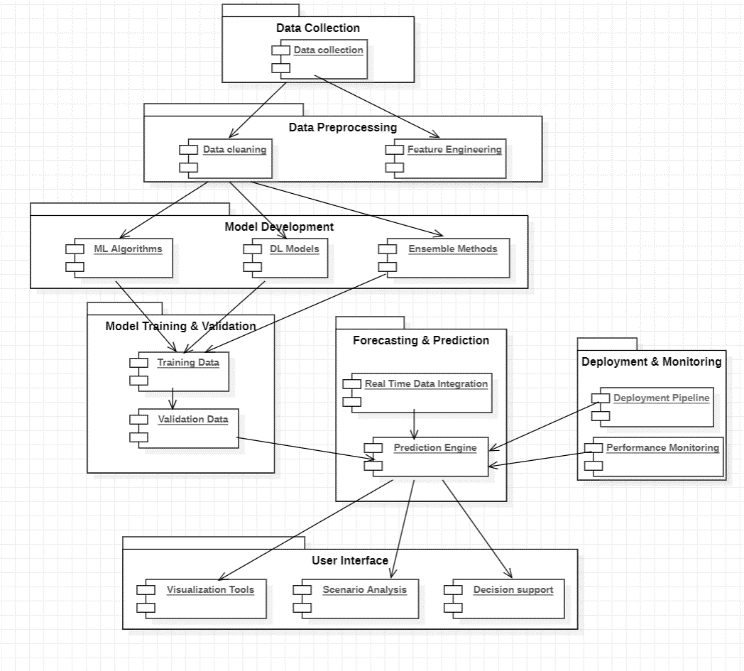 Data Collection
Data collection
Data Preprocessing
Data cleaning
Feature Engineering
Model Development
ML Algorithms
DL Models
Ensemble Methods
Model Training & Validation
Training Data
Validation Data
Forecasting & Prediction
Real Time Data Integration
Prediction Engine
Deployment & Monitoring
Deployment Pipeline
Performance Monitoring
User Interface
Visualization Tools
Scenario Analysis
Decision support